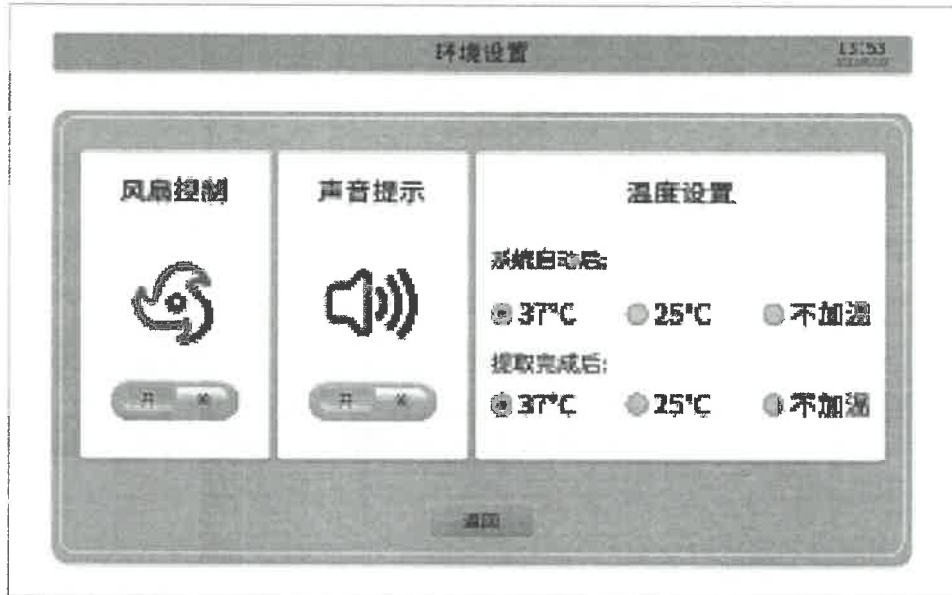 环境设置
13:53
风扇控制
开 关
声音提示
开 关
温度设置
系统启动后:
37°C 25°C 不加温
提取完成后:
37°C 25°C 不加温
返回